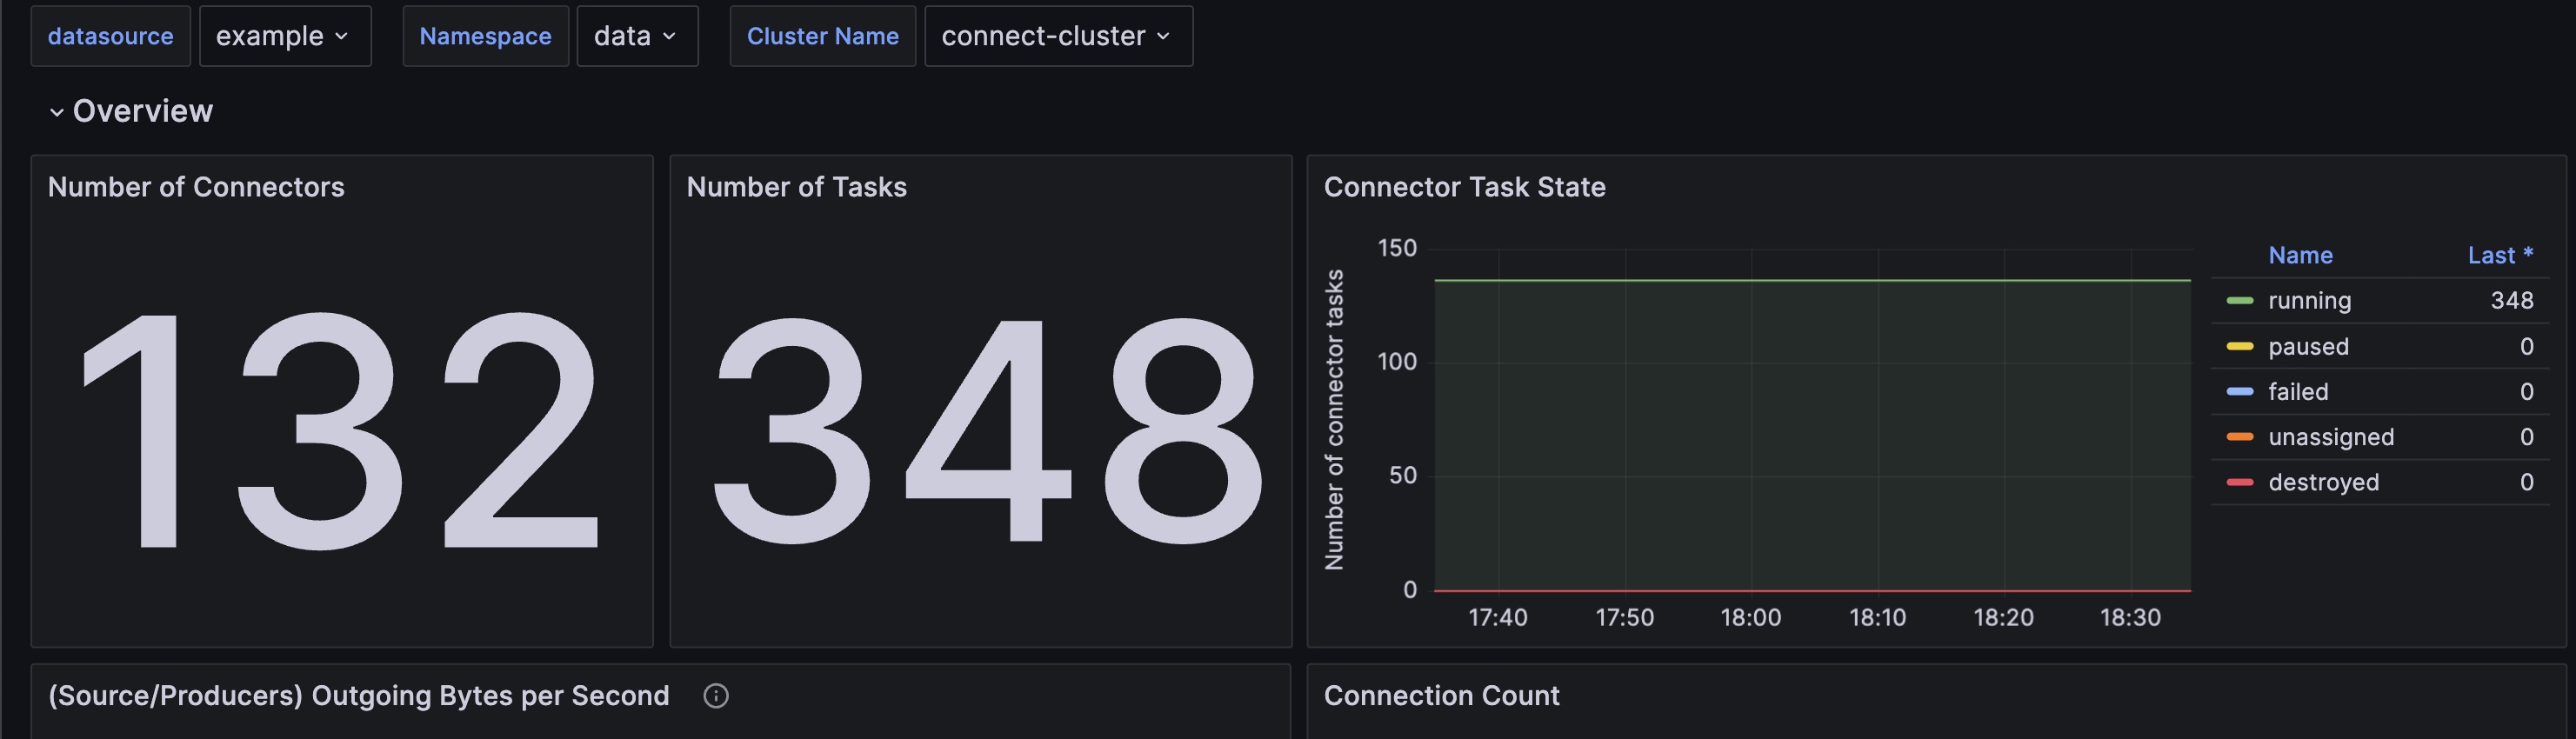 datasource example Namespace data Cluster Name connect-cluster
Overview
Number of Connectors
132
Number of Tasks
348
Connector Task State
Number of connector tasks
150
100
50
0
17:40 17:50 18:00 18:10 18:20 18:30
Name Last *
running 348
paused 0
failed 0
unassigned 0
destroyed 0
(Source/Producers) Outgoing Bytes per Second
Connection Count